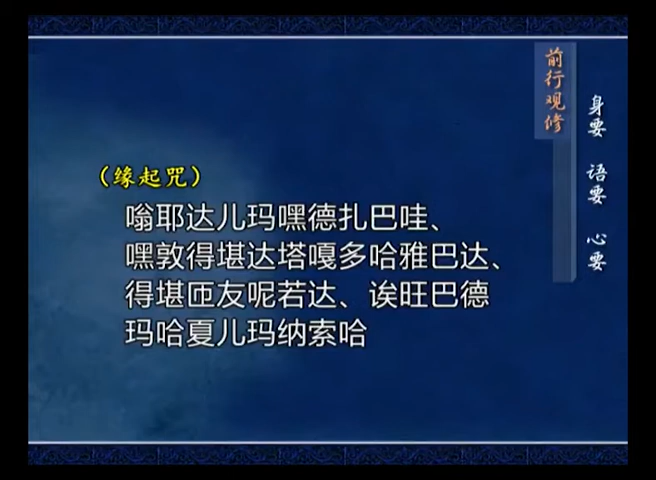 前行观修
身要 语要 心要
（缘起咒）
嗡耶达儿玛嘿德扎巴哇、
嘿敦得堪达塔嘎多哈雅巴达、
得堪匝友呢若达、诶旺巴德
玛哈夏儿玛纳索哈